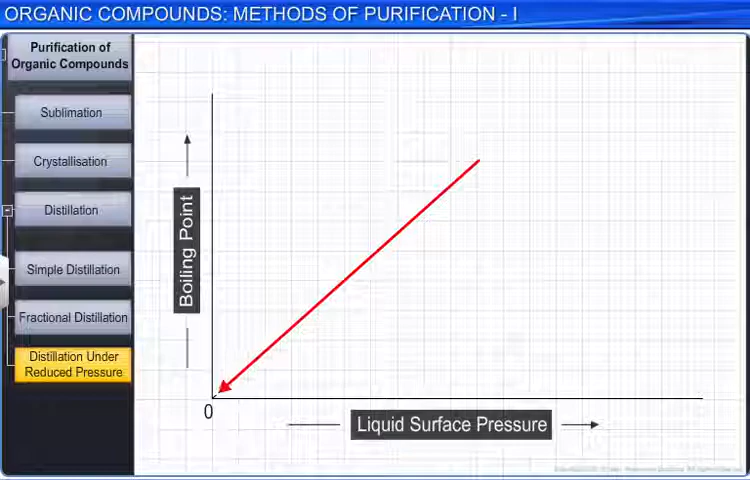 ORGANIC COMPOUNDS: METHODS OF PURIFICATION - I
Purification of
Organic Compounds
Sublimation
Crystallisation
Distillation
Simple Distillation
Fractional Distillation
Distillation Under
Reduced Pressure
Boiling Point
0
Liquid Surface Pressure